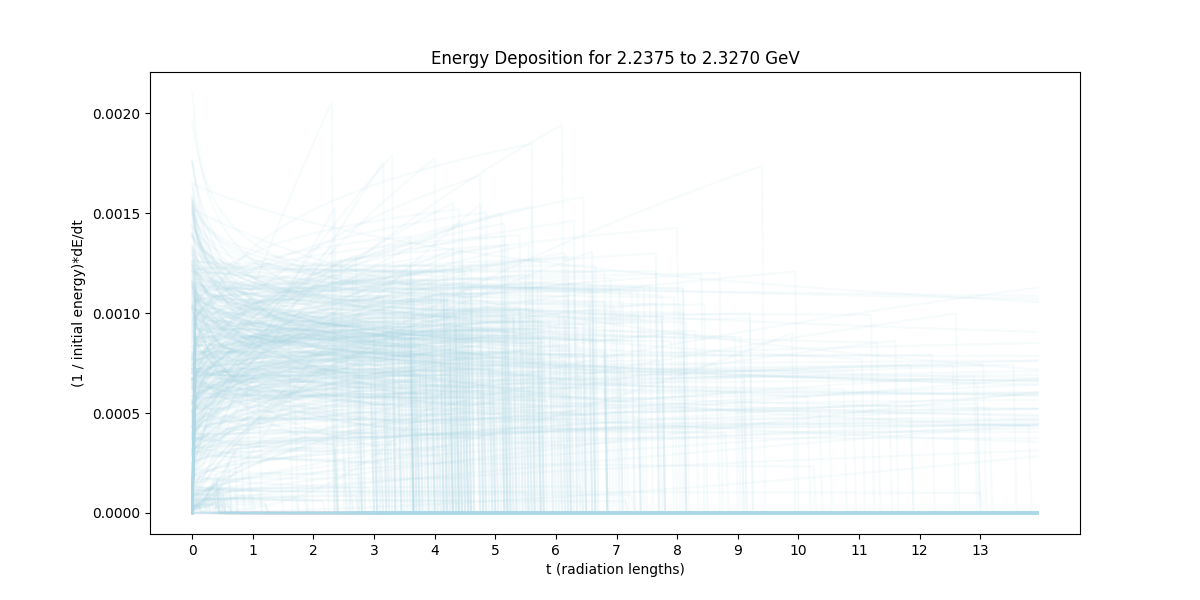 Energy Deposition for 2.2375 to 2.3270 GeV
(1 / initial energy)*dE/dt
0.0020
0.0015
0.0010
0.0005
0.0000
0 1 2 3 4 5 6 7 8 9 10 11 12 13
t (radiation lengths)